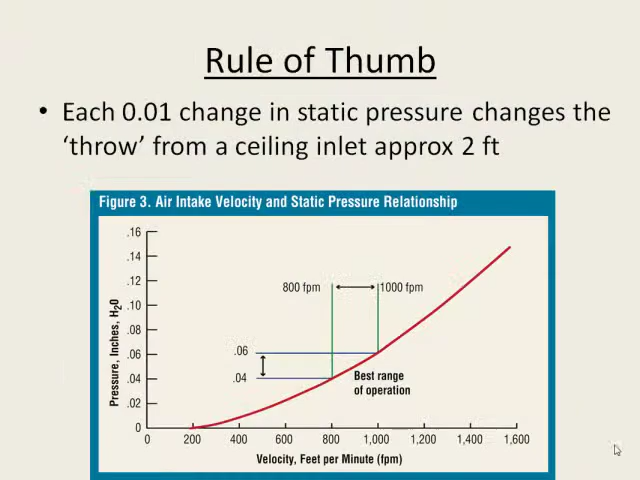 Rule of Thumb
• Each 0.01 change in static pressure changes the
‘throw’ from a ceiling inlet approx 2 ft
Figure 3. Air Intake Velocity and Static Pressure Relationship
.16
.14
.12
.10
.08
.06
.04
.02
0
Pressure, Inches, H20
800 fpm
1000 fpm
.06
.04
Best range
of operation
0 200 400 600 800 1,000 1,200 1,400 1,600
Velocity, Feet per Minute (fpm)